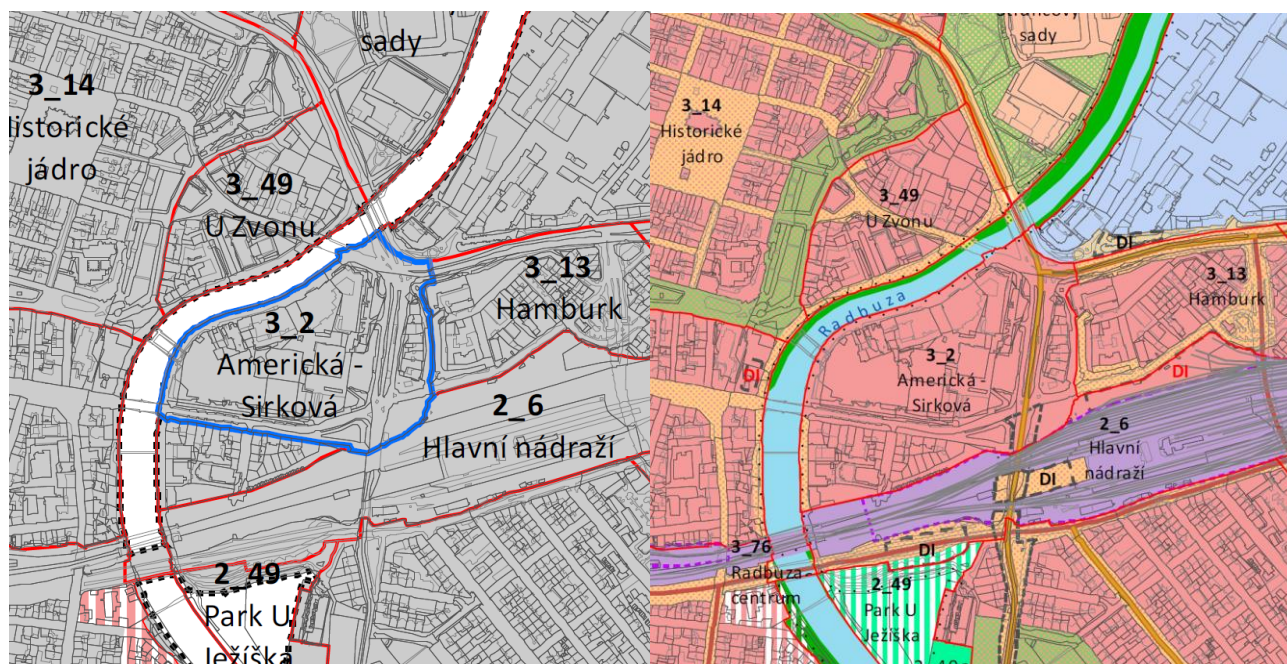 sady
3_14
Historické
jádro
3_49
U Zvonu
3_13
Hamburk
3_2
Americká -
Sirková
2_6
Hlavní nádraží
2_49
Park U
Ježíška
sady
3_14
Historické
jádro
3_49
U Zvonu
DI
3_13
Hamburk
Radbuza
3_2
Americká -
Sirková
DI
DI
2_6
Hlavní
nádraží
DI
DI
3_76
Radbuza
centrum
2_49
Park U
Ježíška